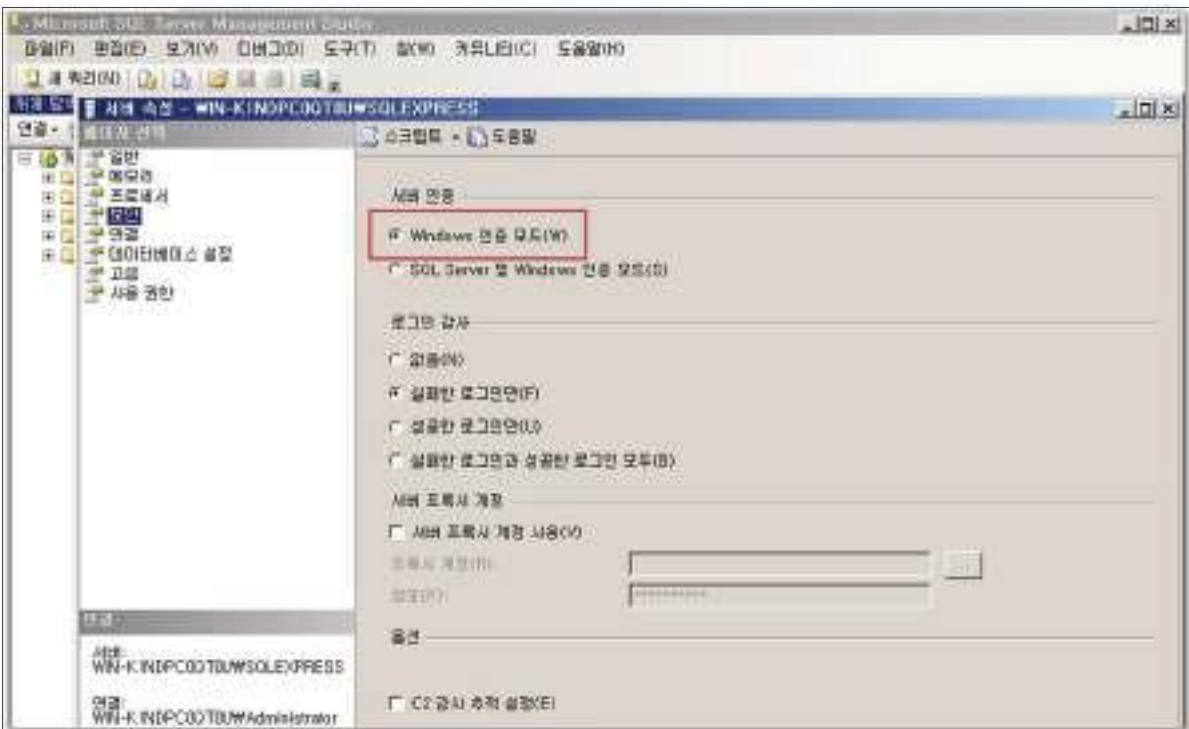 Microsoft SQL Server Management Studio
파일(F) 편집(E) 보기(V) 디버그(D) 도구(T) 창(W) 커뮤니티(C) 도움말(H)
새 쿼리(N)
서버 속성 - WIN-KINDPC0OT0U₩SQLEXPRESS
연결
페이지 선택
스크립트 도움말
일반
메모리
프로세서
보안
연결
데이터베이스 설정
고급
사용 권한
서버 인증
Windows 인증 모드(W)
SQL Server 및 Windows 인증 모드(S)
로그인 감사
없음(N)
실패한 로그인만(F)
성공한 로그인만(U)
실패한 로그인과 성공한 로그인 모두(B)
서버 프록시 계정
서버 프록시 계정 사용(V)
프록시 계정(R):
암호(P):
**********
옵션
C2 감사 추적 설정(E)
연결
서버:
WIN-KINDPC0OT0U₩SQLEXPRESS
연결:
WIN-KINDPC0OT0U₩Administrator